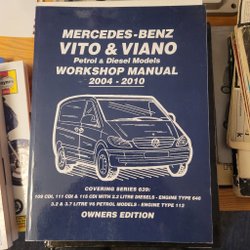 MERCEDES-BENZ
VITO & VIANO
Petrol & Diesel Models
WORKSHOP MANUAL
2004 - 2010
COVERING SERIES 639:
109 CDI, 111 CDI & 115 CDI WITH 2.2 LITRE DIESELS - ENGINE TYPE 646
3.2 & 3.7 LITRE V6 PETROL MODELS - ENGINE TYPE 112
OWNERS EDITION